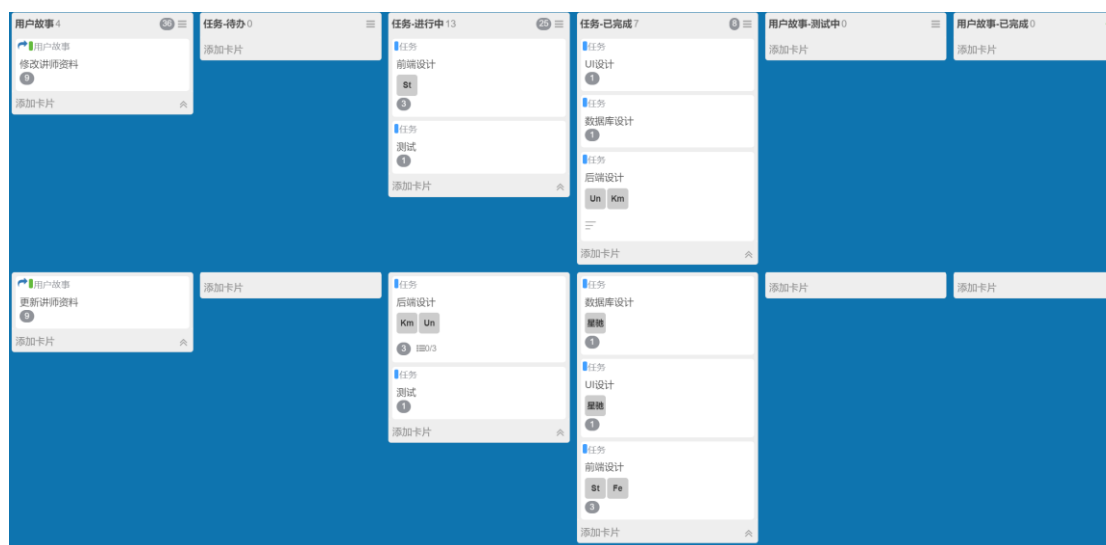 用户故事 4 36
任务-待办 0
任务-进行中 13 25
任务-已完成 7 8
用户故事-测试中 0
用户故事-已完成 0
用户故事
修改讲师资料
9
添加卡片
添加卡片
任务
前端设计
St
3
任务
测试
1
添加卡片
任务
UI设计
1
任务
数据库设计
1
任务
后端设计
Un Km
添加卡片
添加卡片
添加卡片
用户故事
更新讲师资料
9
添加卡片
添加卡片
任务
后端设计
Km Un
3 0/3
任务
测试
1
添加卡片
任务
数据库设计
星驰
1
任务
UI设计
星驰
1
任务
前端设计
St Fe
3
添加卡片
添加卡片
添加卡片